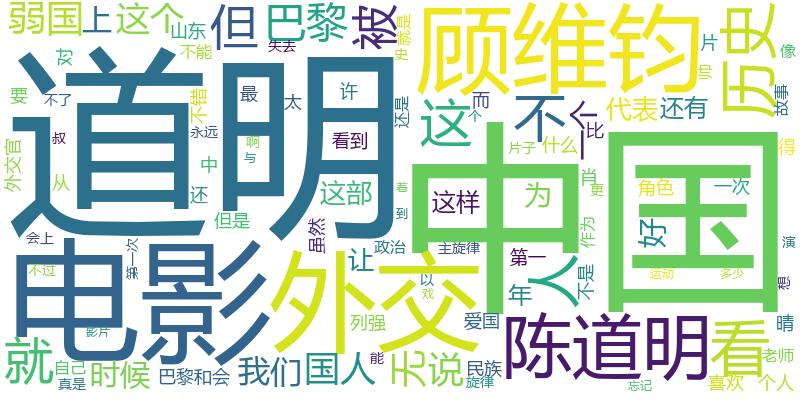 弱国
上
这个
山东
但
巴黎
被
失去
就是
史
顾维钧
片
历史
像
对
不能
要
不了
不错
最
太
许
还是
而
个
这
不
一个
比
代表
还有
帅
故事
外交官
叔
永远
啊
与
看到
片子
什么
得
道明
中国
从
中
还
这部
着
到
这样
为
肖
更
角色
一次
但是
虽然
好
会上
第一次
让
政治
主旋律
第一
人
作为
不是
演
不过
电影
外交
以
戏
年
运动
多少
想
影片
列强
爱国
陈道明
看
晴
就
自己
真是
时候
巴黎和会
我们
国人
能
无
说
民族
旋律
忘记
老师
喜欢
个人